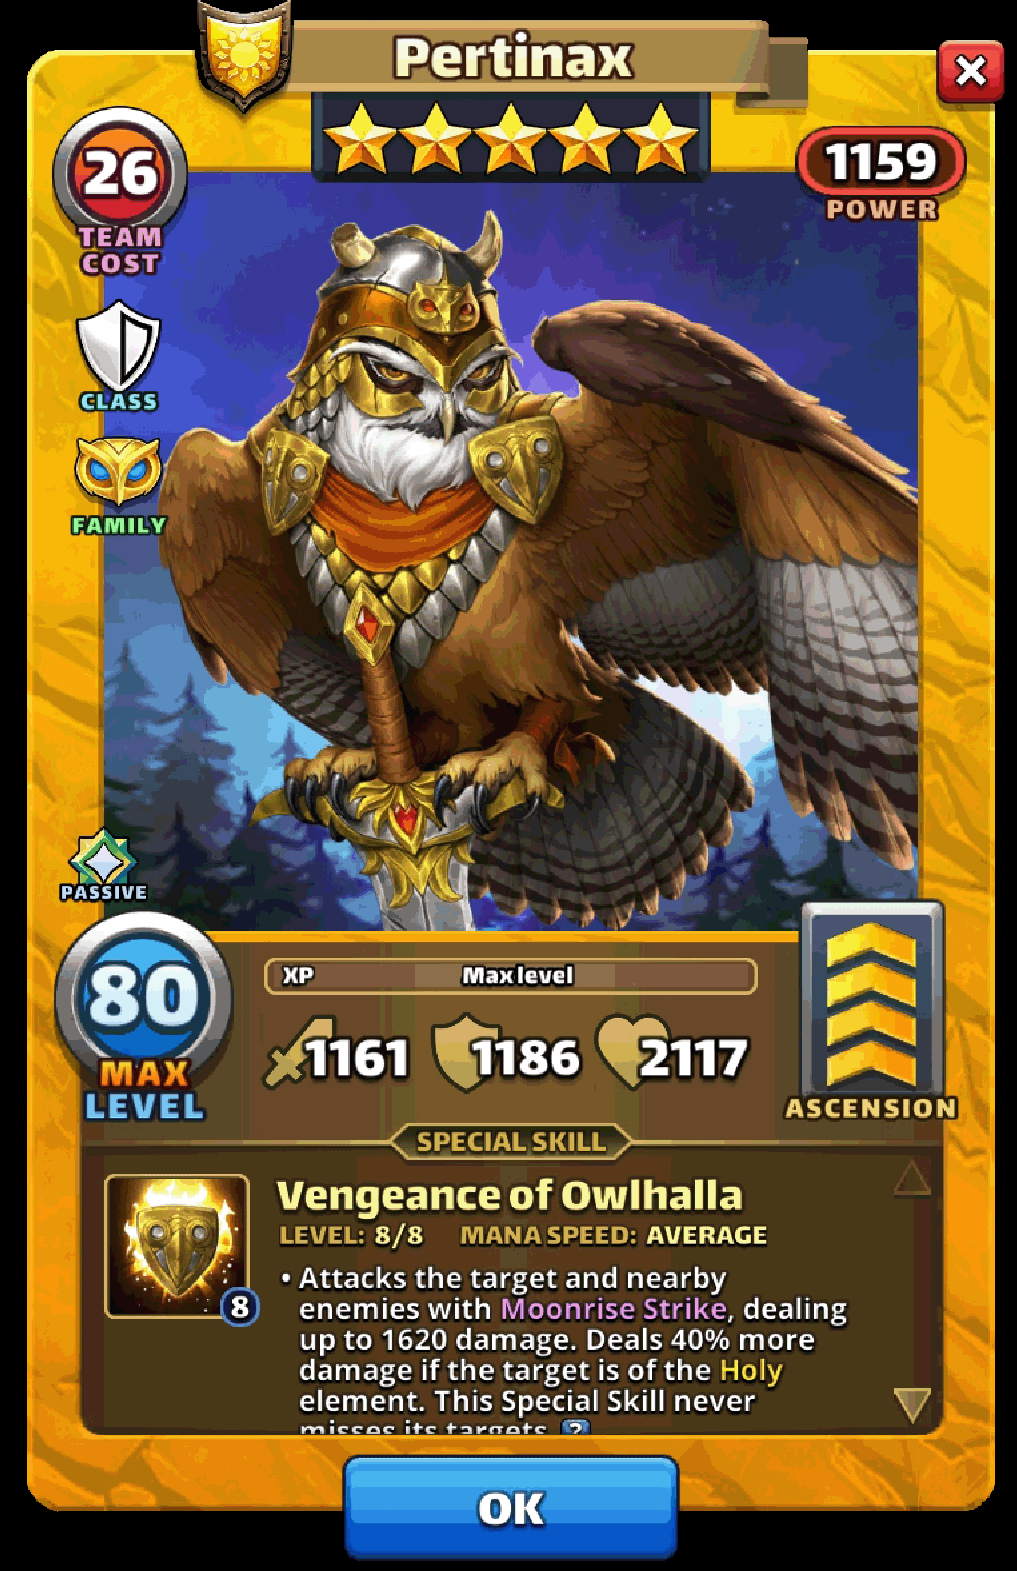 Pertinax
26
TEAM
COST
1159
POWER
CLASS
FAMILY
PASSIVE
80
MAX
LEVEL
XP Max level
1161 1186 2117
ASCENSION
SPECIAL SKILL
Vengeance of Owlhalla
LEVEL: 8/8 MANA SPEED: AVERAGE
8
• Attacks the target and nearby
enemies with Moonrise Strike, dealing
up to 1620 damage. Deals 40% more
damage if the target is of the Holy
element. This Special Skill never
misses its targets. ?
OK